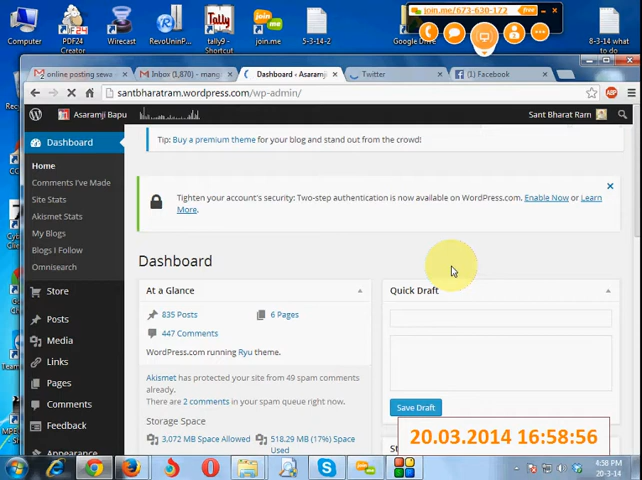 Computer
PDF24 Creator
Wirecast
RevoUninP...
tally9 - Shortcut
join.me
5-3-14-2
Google Drive
8-3-14 what to do
join.me/673-630-172
free
online posting sewa
Inbox (1,870) - mang
Dashboard ‹ Asaramji
Twitter
(1) Facebook
santbharatram.wordpress.com/wp-admin/
ABP
Asaramji Bapu
Sant Bharat Ram
Dashboard
Home
Comments I've Made
Site Stats
Akismet Stats
My Blogs
Blogs I Follow
Omnisearch
Store
Posts
Media
Links
Pages
Comments
Feedback
Appearance
Tip: Buy a premium theme for your blog and stand out from the crowd!
Tighten your account's security: Two-step authentication is now available on WordPress.com. Enable Now or Learn
More.
Dashboard
At a Glance
835 Posts
6 Pages
447 Comments
WordPress.com running Ryu theme.
Akismet has protected your site from 49 spam comments
already.
There are 2 comments in your spam queue right now.
Storage Space
3,072 MB Space Allowed
518.29 MB (17%) Space
Used
Quick Draft
Save Draft
20.03.2014 16:58:56
4:58 PM
20-3-14